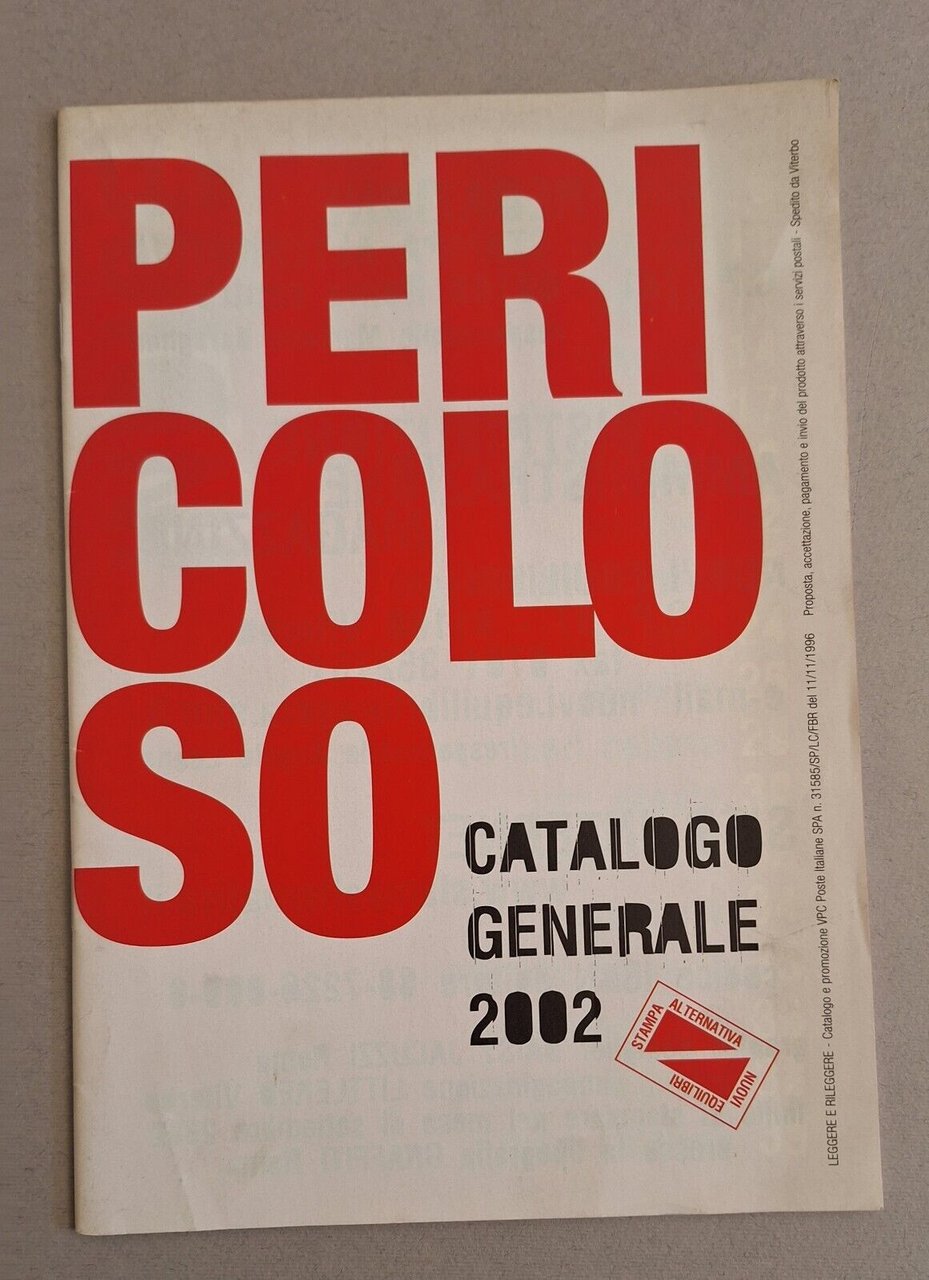 PERI
COLO
SO
CATALOGO
GENERALE
2002
STAMPA
ALTERNATIVA
NUOVI
EQUILIBRI
LEGGERE E RILEGGERE - Catalogo e promozione VPC Poste Italiane SPA n. 31585/SP/LC/FBR del 11/11/1996 Proposta, accettazione, pagamento e invio del prodotto attraverso i servizi postali - Spedito da Viterbo